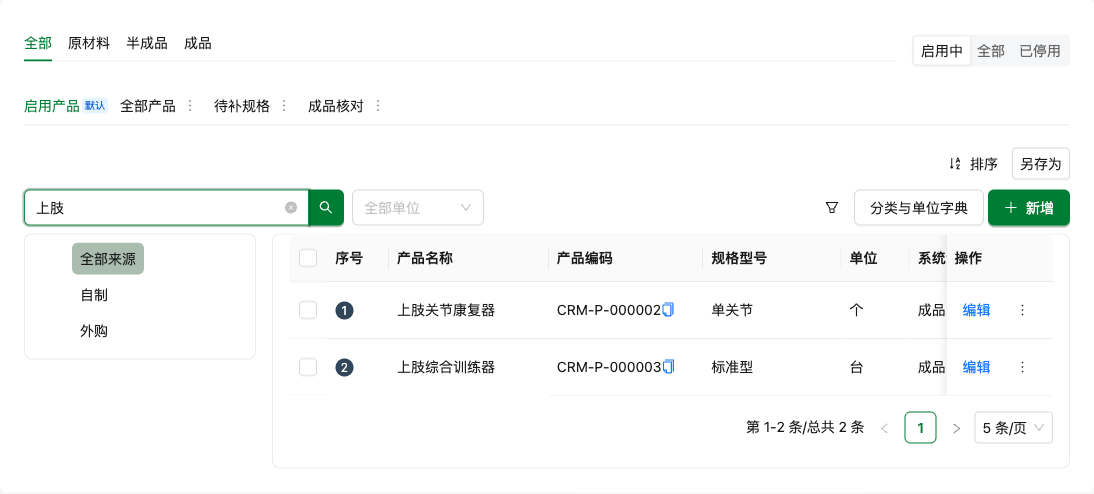 全部 原材料 半成品 成品 启用中 全部 已停用
启用产品 默认 全部产品 待补规格 成品核对
排序 另存为
上肢 全部单位 分类与单位字典 + 新增
全部来源
自制
外购
序号 产品名称 产品编码 规格型号 单位 系统 操作
1 上肢关节康复器 CRM-P-000002 单关节 个 成品 编辑
2 上肢综合训练器 CRM-P-000003 标准型 台 成品 编辑
第 1-2 条/总共 2 条 < 1 > 5 条/页